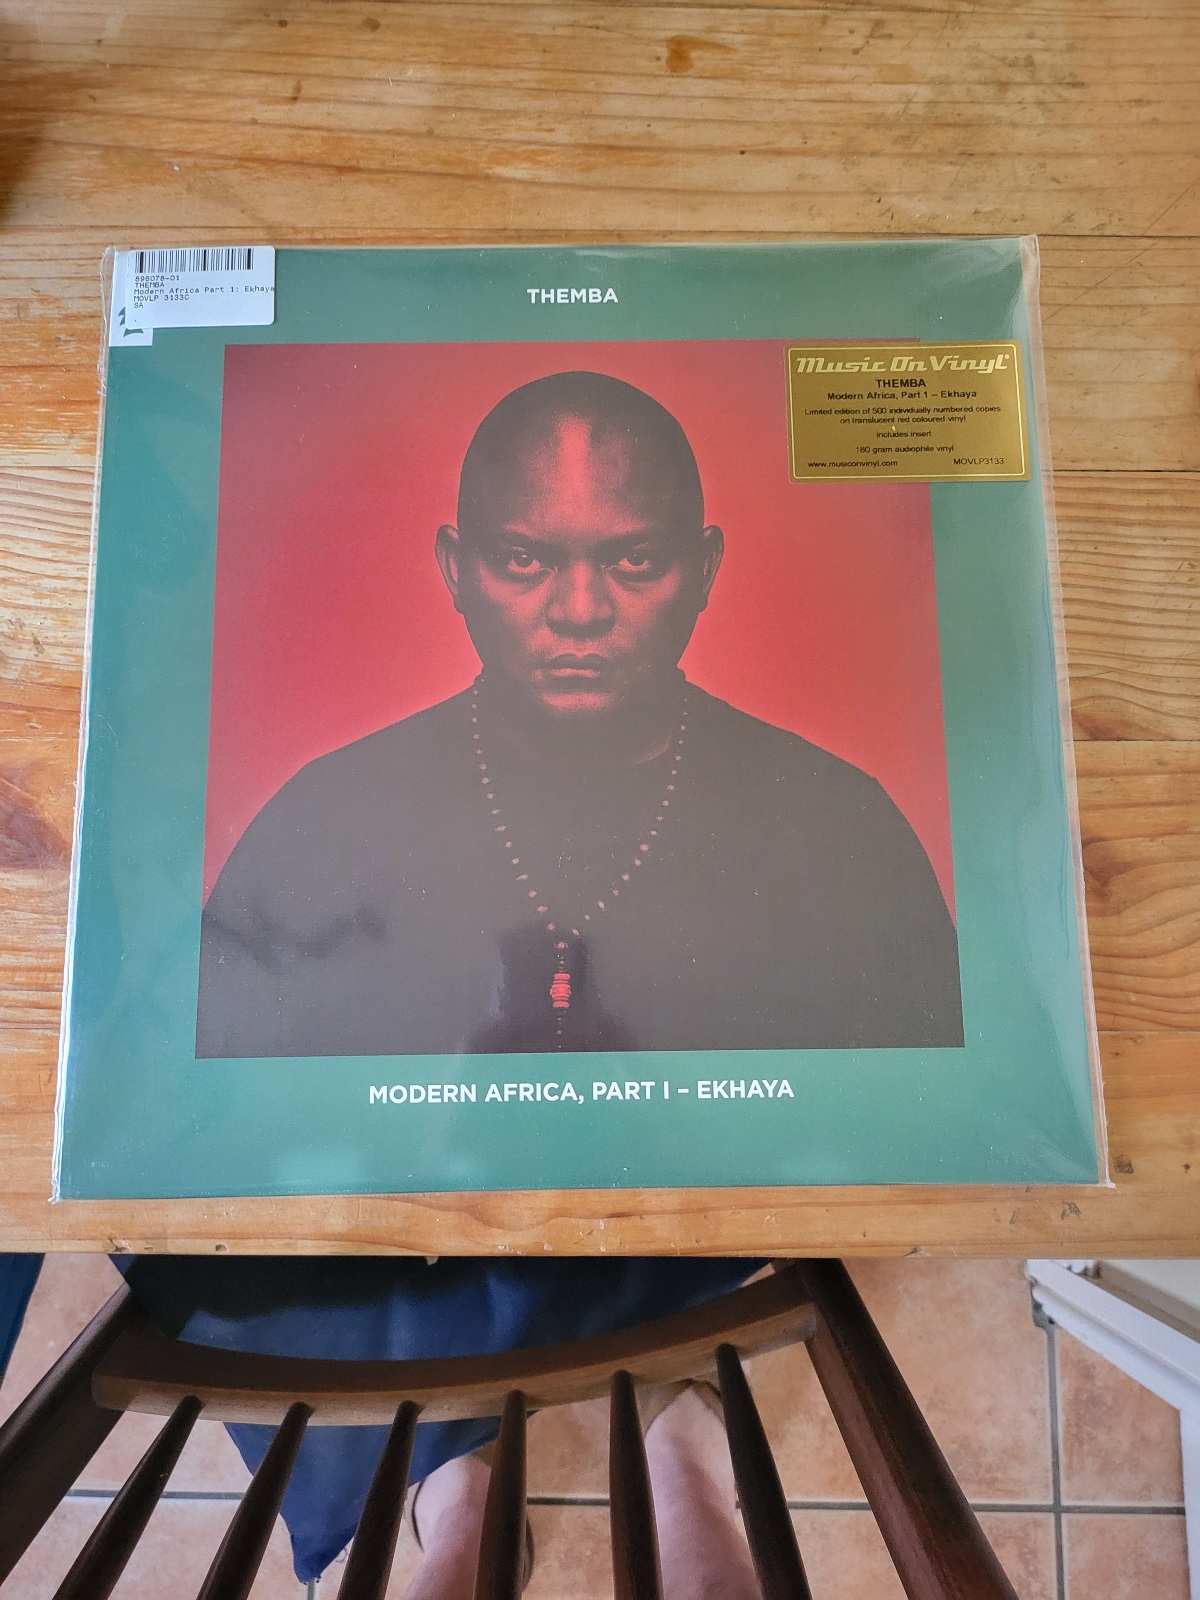 898078-01
THEMBA
Modern Africa Part 1: Ekhaya
MOVLP 3133C
SA
THEMBA
Music On Vinyl
THEMBA
Modern Africa, Part 1 – Ekhaya
Limited edition of 500 individually numbered copies
on translucent red coloured vinyl
includes insert
180 gram audiophile vinyl
www.musiconvinyl.com MOVLP3133
MODERN AFRICA, PART I – EKHAYA